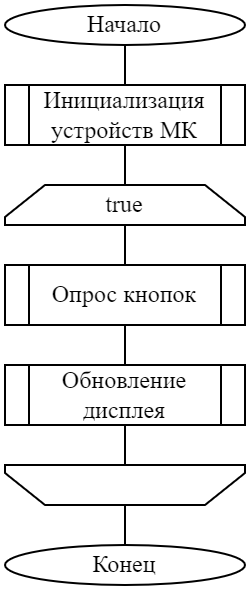 Начало
Инициализация
устройств МК
true
Опрос кнопок
Обновление
дисплея
Конец